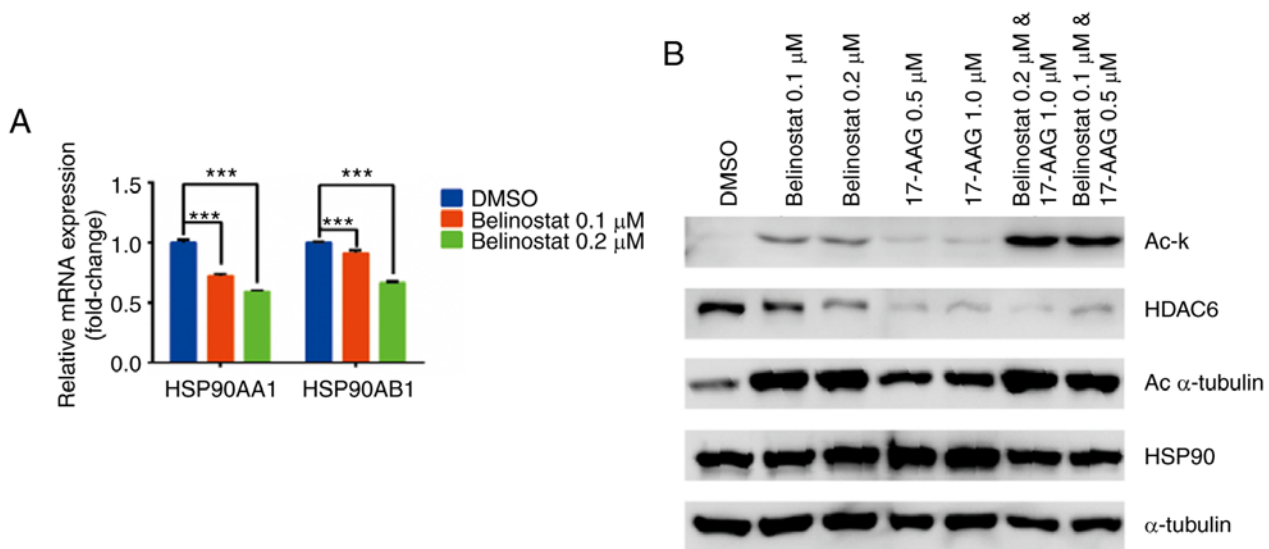 A
Relative mRNA expression
(fold-change)
1.5
1.0
0.5
0.0
***
***
***
***
HSP90AA1
HSP90AB1
DMSO
Belinostat 0.1 μM
Belinostat 0.2 μM
B
DMSO
Belinostat 0.1 μM
Belinostat 0.2 μM
17-AAG 0.5 μM
17-AAG 1.0 μM
Belinostat 0.2 μM &
17-AAG 1.0 μM
Belinostat 0.1 μM &
17-AAG 0.5 μM
Ac-k
HDAC6
Ac α-tubulin
HSP90
α-tubulin